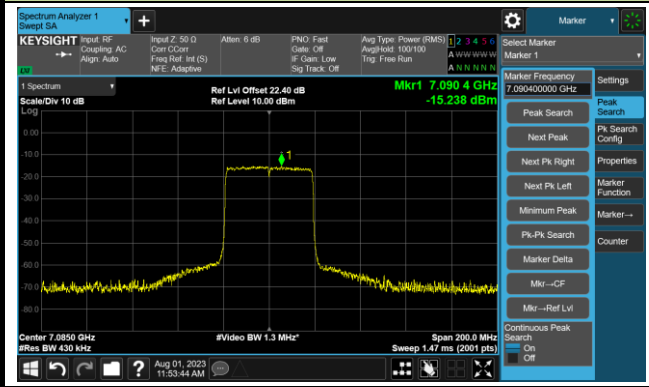 Spectrum Analyzer 1
Swept SA
+
Marker
KEYSIGHT
Input: RF
Coupling: AC
Align: Auto
Input Z: 50 Ω
Corr CCorr
Freq Ref: Int (S)
NFE: Adaptive
Atten: 6 dB
PNO: Fast
Gate: Off
IF Gain: Low
Sig Track: Off
Avg Type: Power (RMS)
Avg|Hold: 100/100
Trig: Free Run
1 2 3 4 5 6
A W W W W W
A N N N N N
LXI
Select Marker
Marker 1
1 Spectrum
Scale/Div 10 dB
Log
Ref Lvl Offset 22.40 dB
Ref Level 10.00 dBm
Mkr1 7.090 4 GHz
-15.238 dBm
0.00
-10.0
-20.0
-30.0
-40.0
-50.0
-60.0
-70.0
-80.0
1
Center 7.0850 GHz
#Res BW 430 kHz
#Video BW 1.3 MHz*
Span 200.0 MHz
Sweep 1.47 ms (2001 pts)
Marker Frequency
7.090400000 GHz
Peak Search
Next Peak
Next Pk Right
Next Pk Left
Minimum Peak
Pk-Pk Search
Marker Delta
Mkr→CF
Mkr→Ref Lvl
Continuous Peak
Search
On
Off
Settings
Peak
Search
Pk Search
Config
Properties
Marker
Function
Marker→
Counter
?
Aug 01, 2023
11:53:44 AM